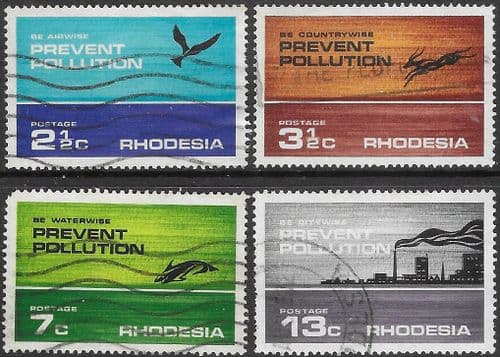 BE AIRWISE
PREVENT
POLLUTION
POSTAGE
2½C RHODESIA
BE COUNTRYWISE
PREVENT
POLLUTION
POSTAGE
3½C RHODESIA
BE WATERWISE
PREVENT
POLLUTION
POSTAGE
7C RHODESIA
BE CITYWISE
PREVENT
POLLUTION
POSTAGE
13C RHODESIA